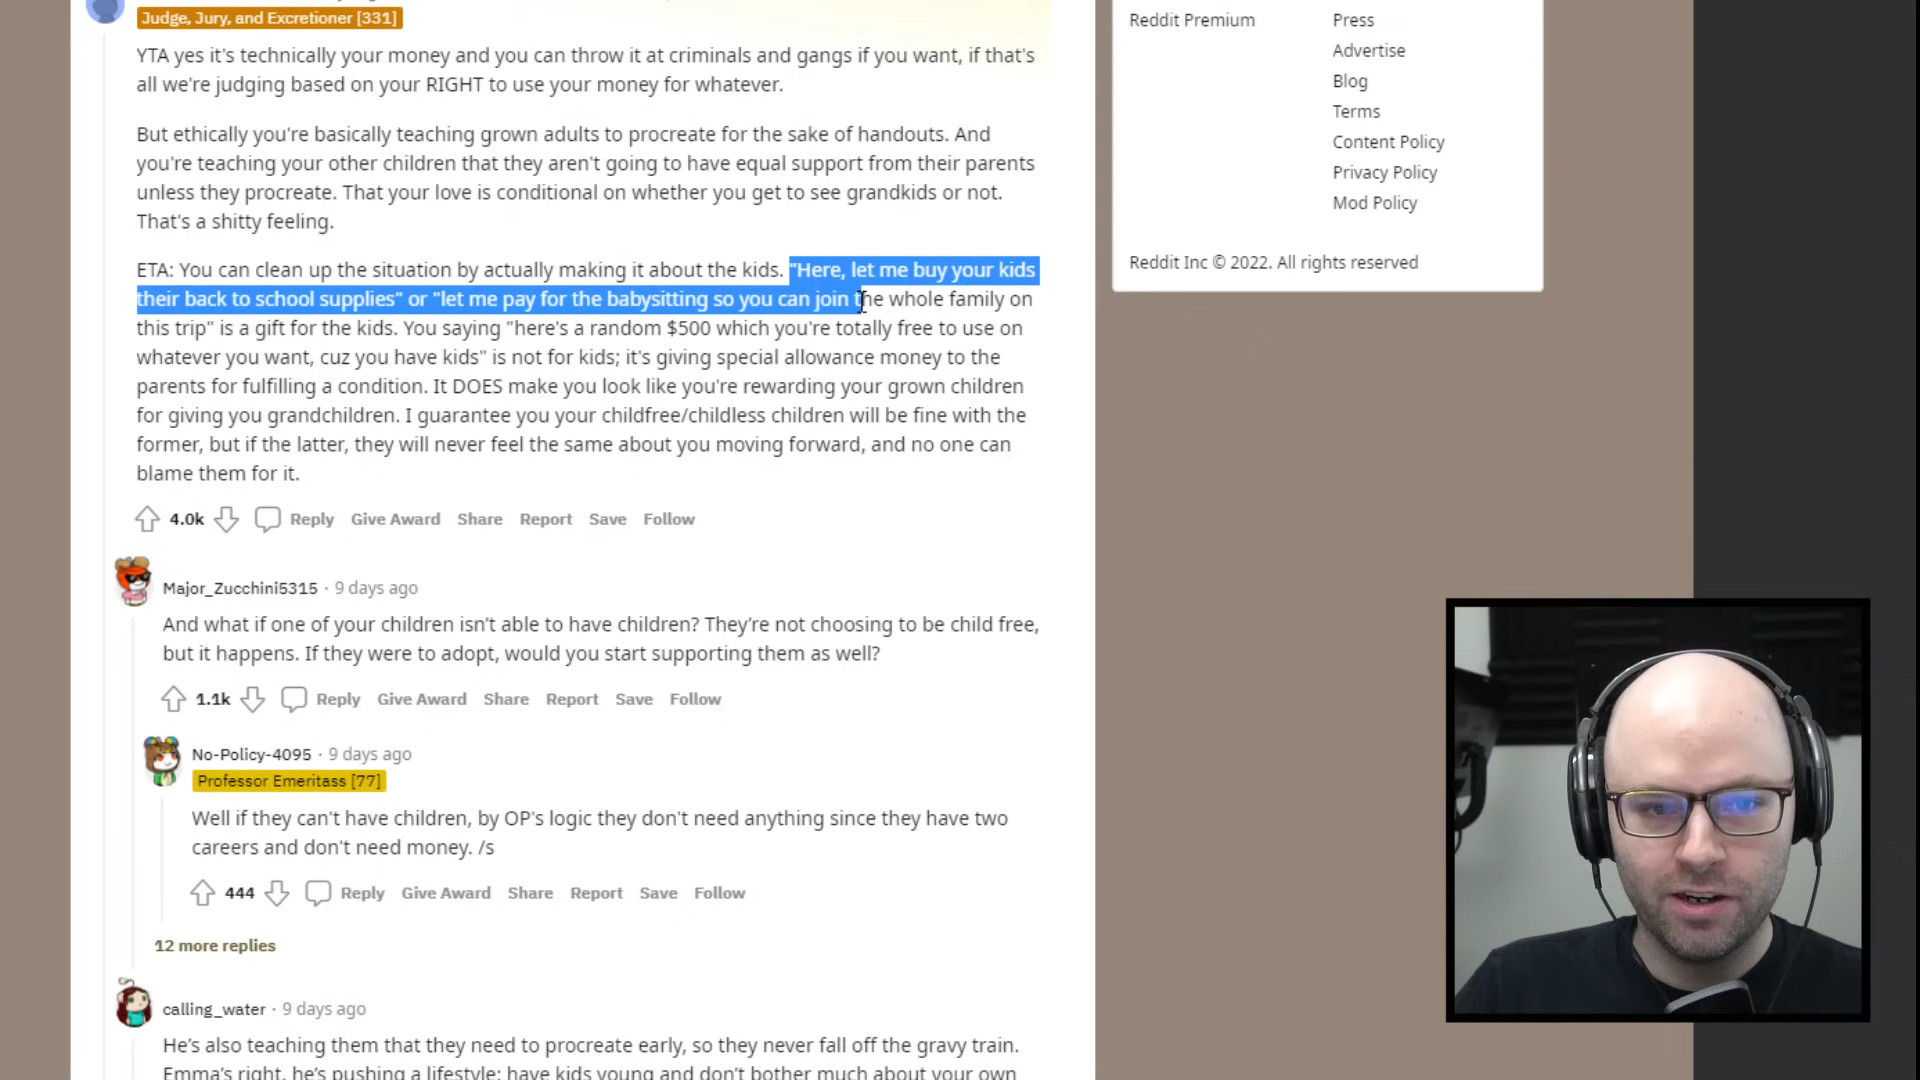 Judge, Jury, and Excretioner [331]
YTA yes it's technically your money and you can throw it at criminals and gangs if you want, if that's
all we're judging based on your RIGHT to use your money for whatever.
But ethically you're basically teaching grown adults to procreate for the sake of handouts. And
you're teaching your other children that they aren't going to have equal support from their parents
unless they procreate. That your love is conditional on whether you get to see grandkids or not.
That's a shitty feeling.
ETA: You can clean up the situation by actually making it about the kids. "Here, let me buy your kids
their back to school supplies" or "let me pay for the babysitting so you can join the whole family on
this trip" is a gift for the kids. You saying "here's a random $500 which you're totally free to use on
whatever you want, cuz you have kids" is not for kids; it's giving special allowance money to the
parents for fulfilling a condition. It DOES make you look like you're rewarding your grown children
for giving you grandchildren. I guarantee you your childfree/childless children will be fine with the
former, but if the latter, they will never feel the same about you moving forward, and no one can
blame them for it.
4.0k Reply Give Award Share Report Save Follow
Major_Zucchini5315 · 9 days ago
And what if one of your children isn't able to have children? They're not choosing to be child free,
but it happens. If they were to adopt, would you start supporting them as well?
1.1k Reply Give Award Share Report Save Follow
No-Policy-4095 · 9 days ago
Professor Emeritass [77]
Well if they can't have children, by OP's logic they don't need anything since they have two
careers and don't need money. /s
444 Reply Give Award Share Report Save Follow
12 more replies
calling_water · 9 days ago
He's also teaching them that they need to procreate early, so they never fall off the gravy train.
Emma's right, he's pushing a lifestyle: have kids young and don't bother much about your own
Reddit Premium
Press
Advertise
Blog
Terms
Content Policy
Privacy Policy
Mod Policy
Reddit Inc © 2022. All rights reserved